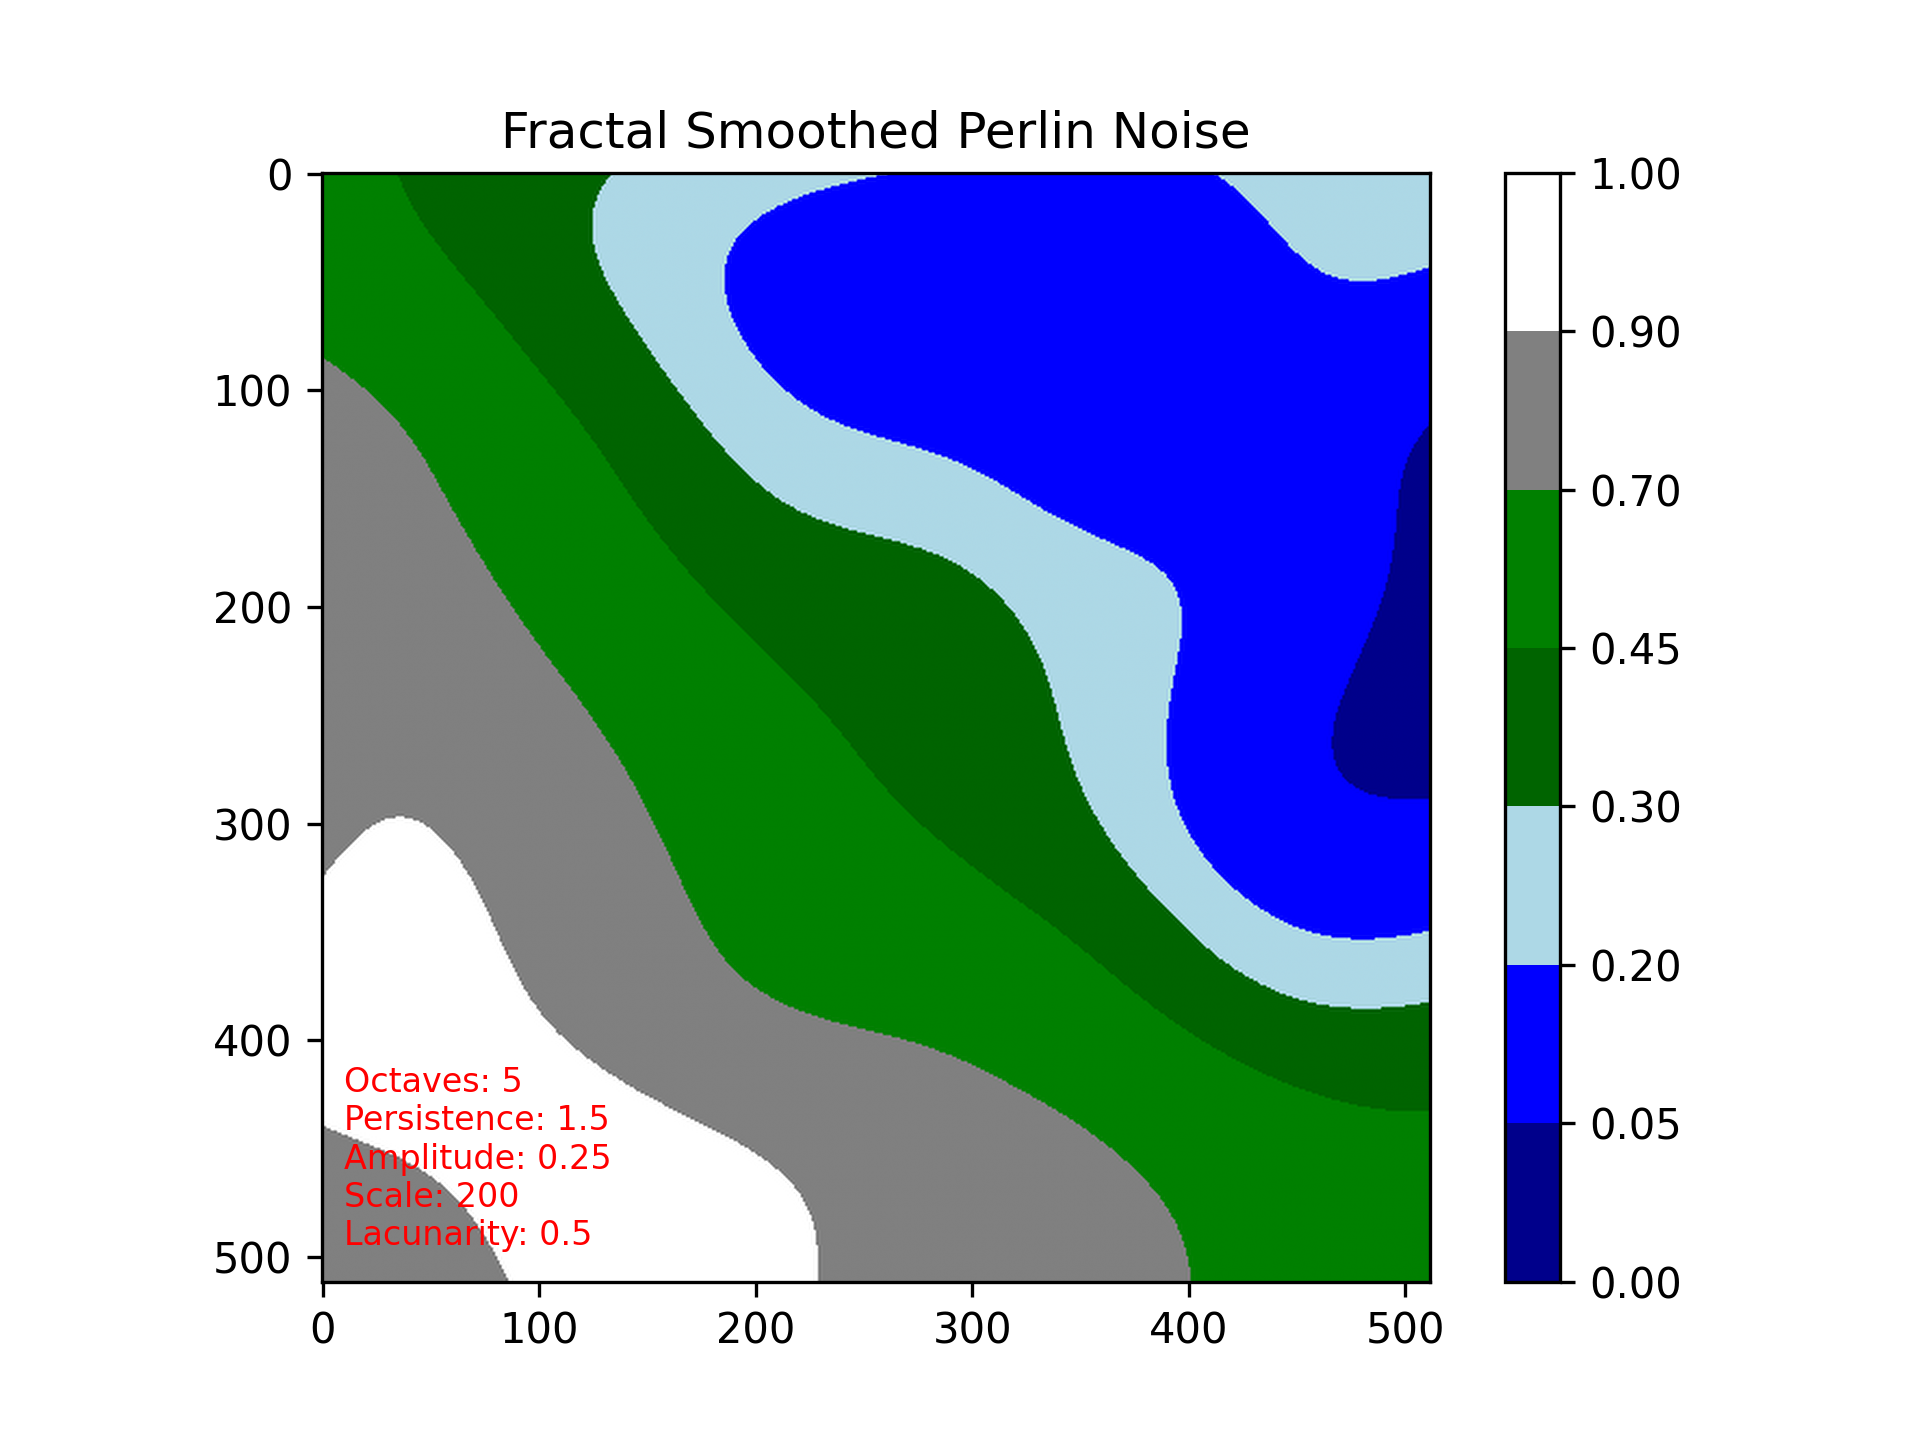 Fractal Smoothed Perlin Noise
0
100
200
300
400
500
0 100 200 300 400 500
Octaves: 5
Persistence: 1.5
Amplitude: 0.25
Scale: 200
Lacunarity: 0.5
1.00
0.90
0.70
0.45
0.30
0.20
0.05
0.00